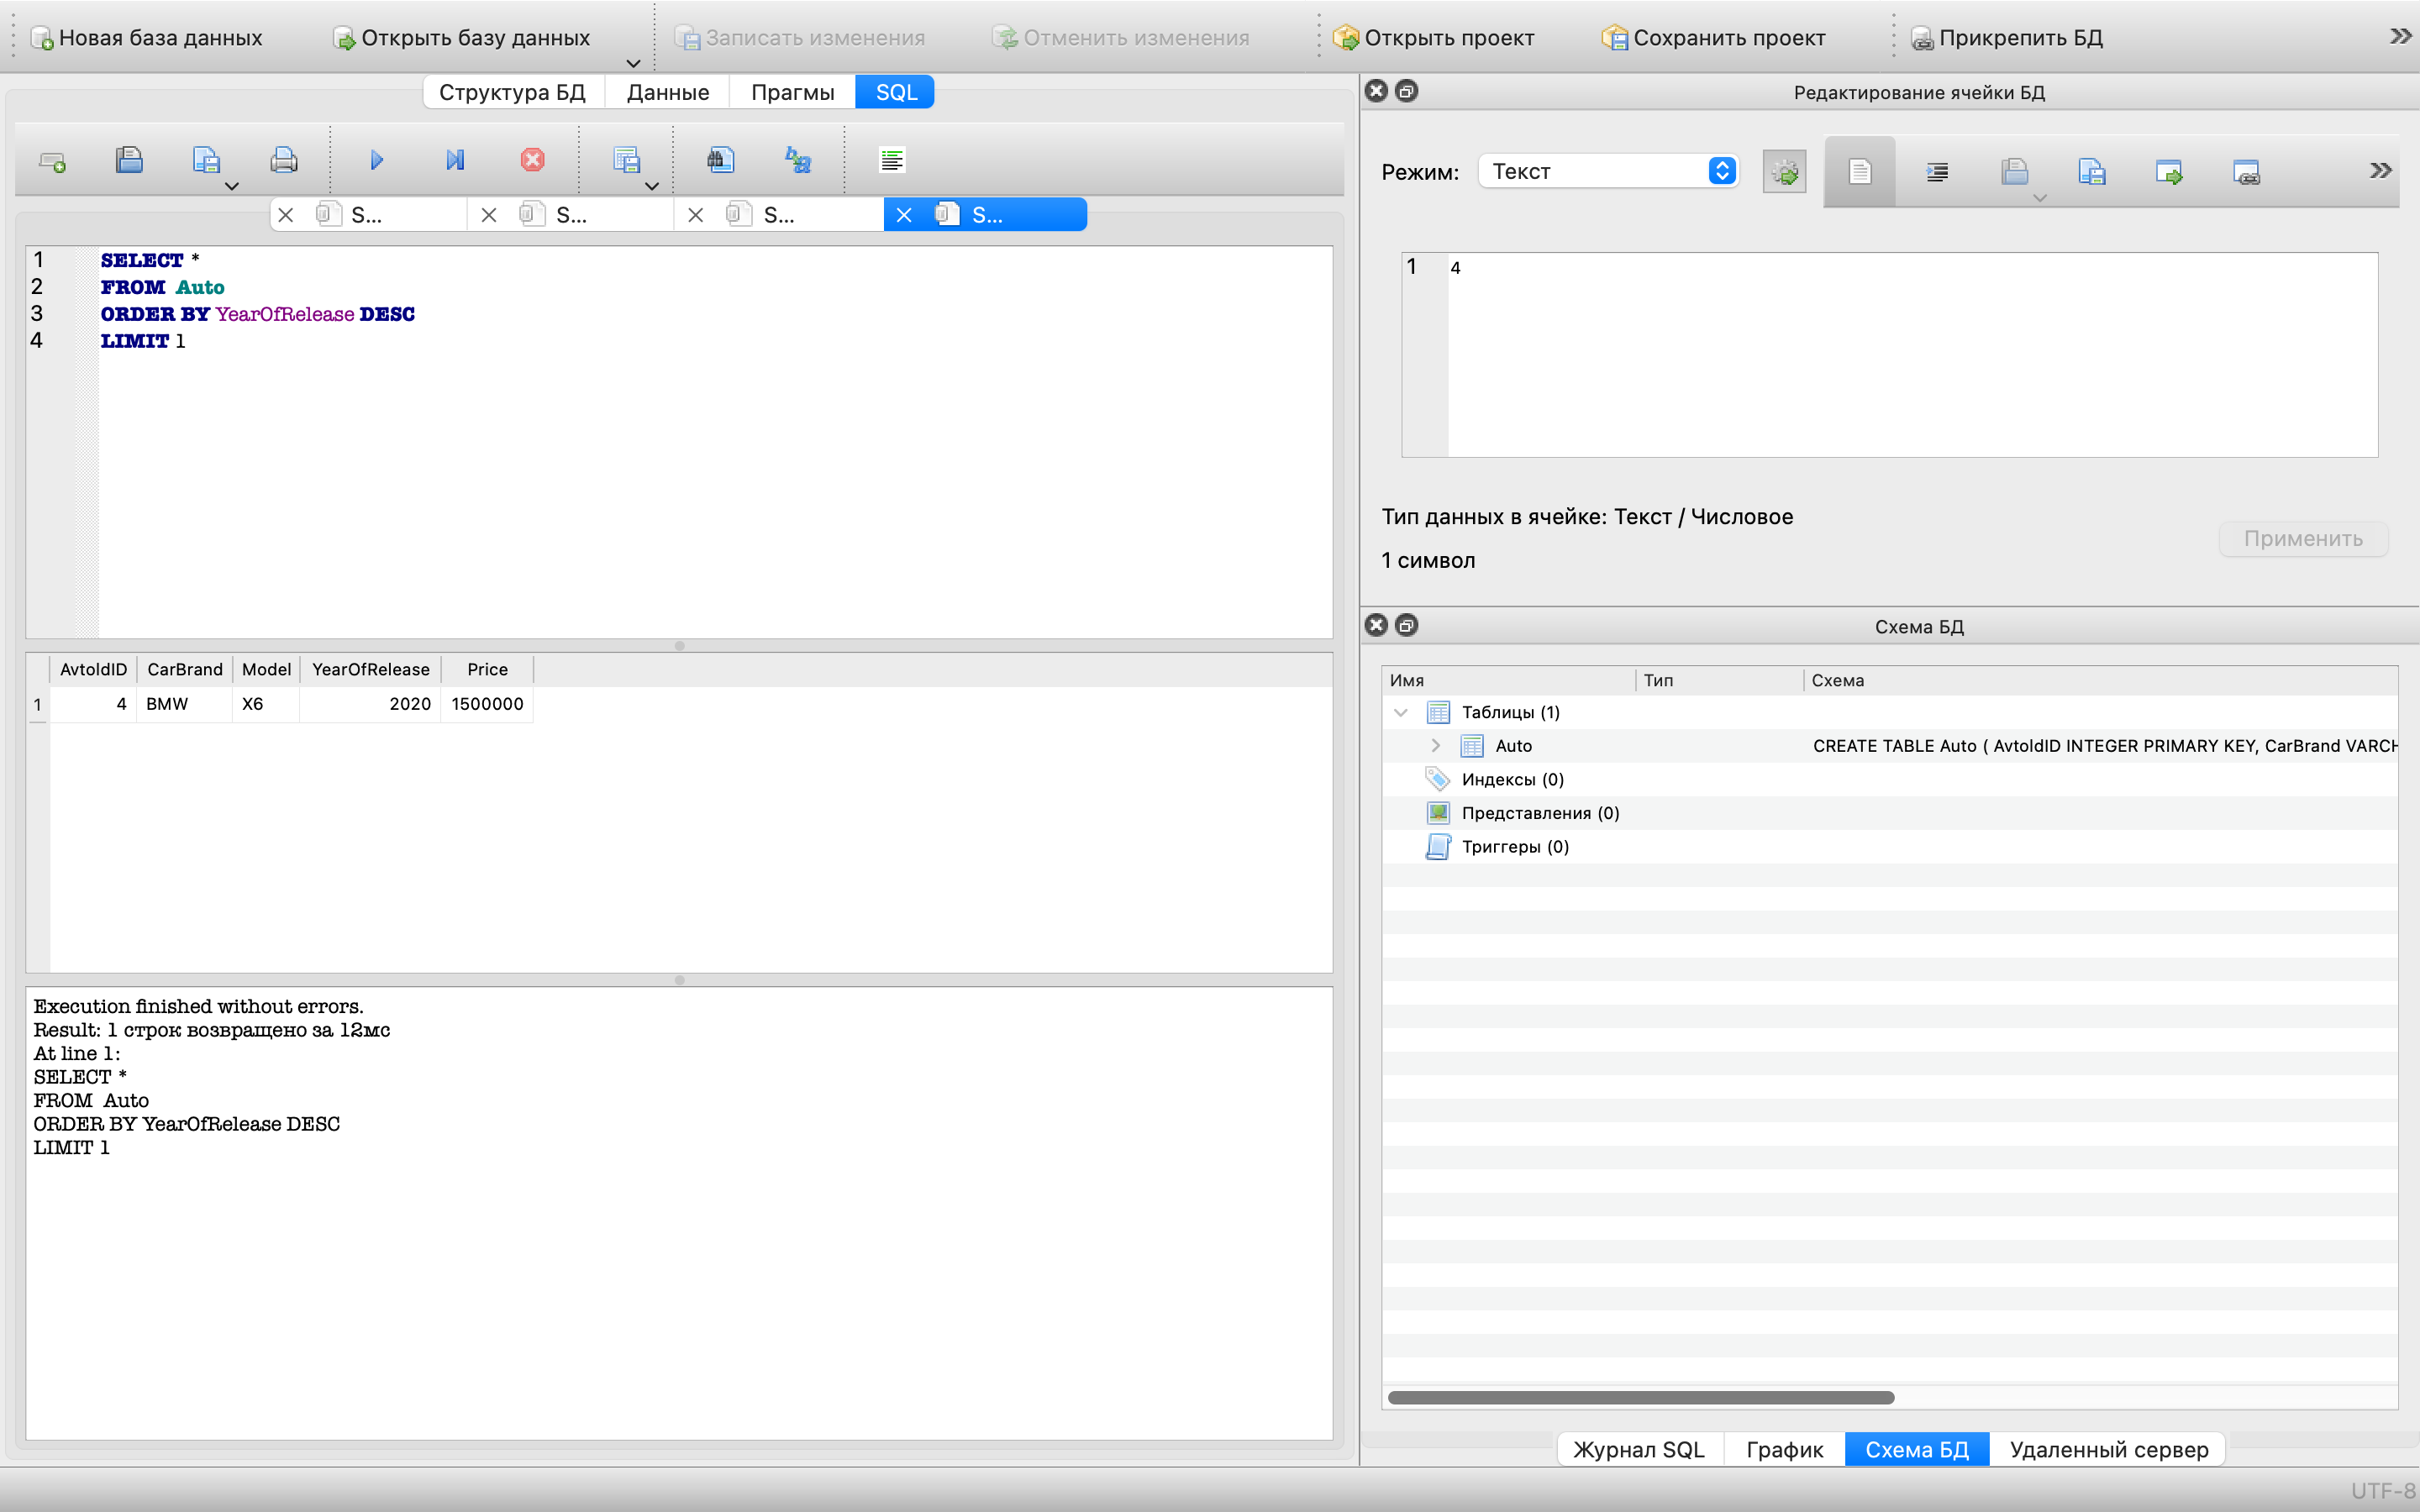 Новая база данных Открыть базу данных Записать изменения Отменить изменения Открыть проект Сохранить проект Прикрепить БД
Структура БД Данные Прагмы SQL
S... S... S... S...
1 SELECT *
2 FROM Auto
3 ORDER BY YearOfRelease DESC
4 LIMIT 1
AvtoIdID CarBrand Model YearOfRelease Price
1 4 BMW X6 2020 1500000
Execution finished without errors.
Result: 1 строк возвращено за 12мс
At line 1:
SELECT *
FROM Auto
ORDER BY YearOfRelease DESC
LIMIT 1
Редактирование ячейки БД
Режим: Текст
1 4
Тип данных в ячейке: Текст / Числовое
1 символ
Применить
Схема БД
Имя Тип Схема
Таблицы (1)
Auto CREATE TABLE Auto ( AvtoIdID INTEGER PRIMARY KEY, CarBrand VARCH
Индексы (0)
Представления (0)
Триггеры (0)
Журнал SQL График Схема БД Удаленный сервер
UTF-8